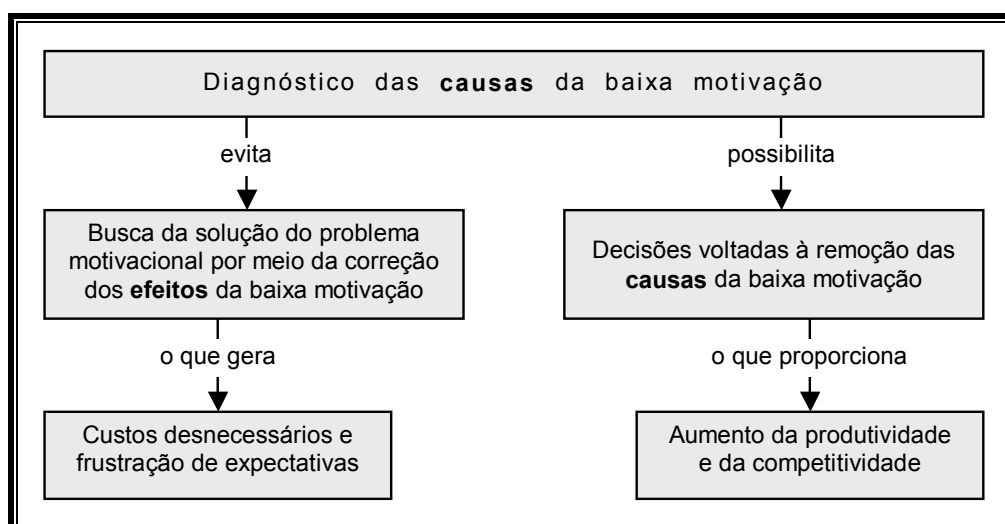 Diagnóstico das causas da baixa motivação
evita
possibilita
Busca da solução do problema
motivacional por meio da correção
dos efeitos da baixa motivação
Decisões voltadas à remoção das
causas da baixa motivação
o que gera
o que proporciona
Custos desnecessários e
frustração de expectativas
Aumento da produtividade
e da competitividade